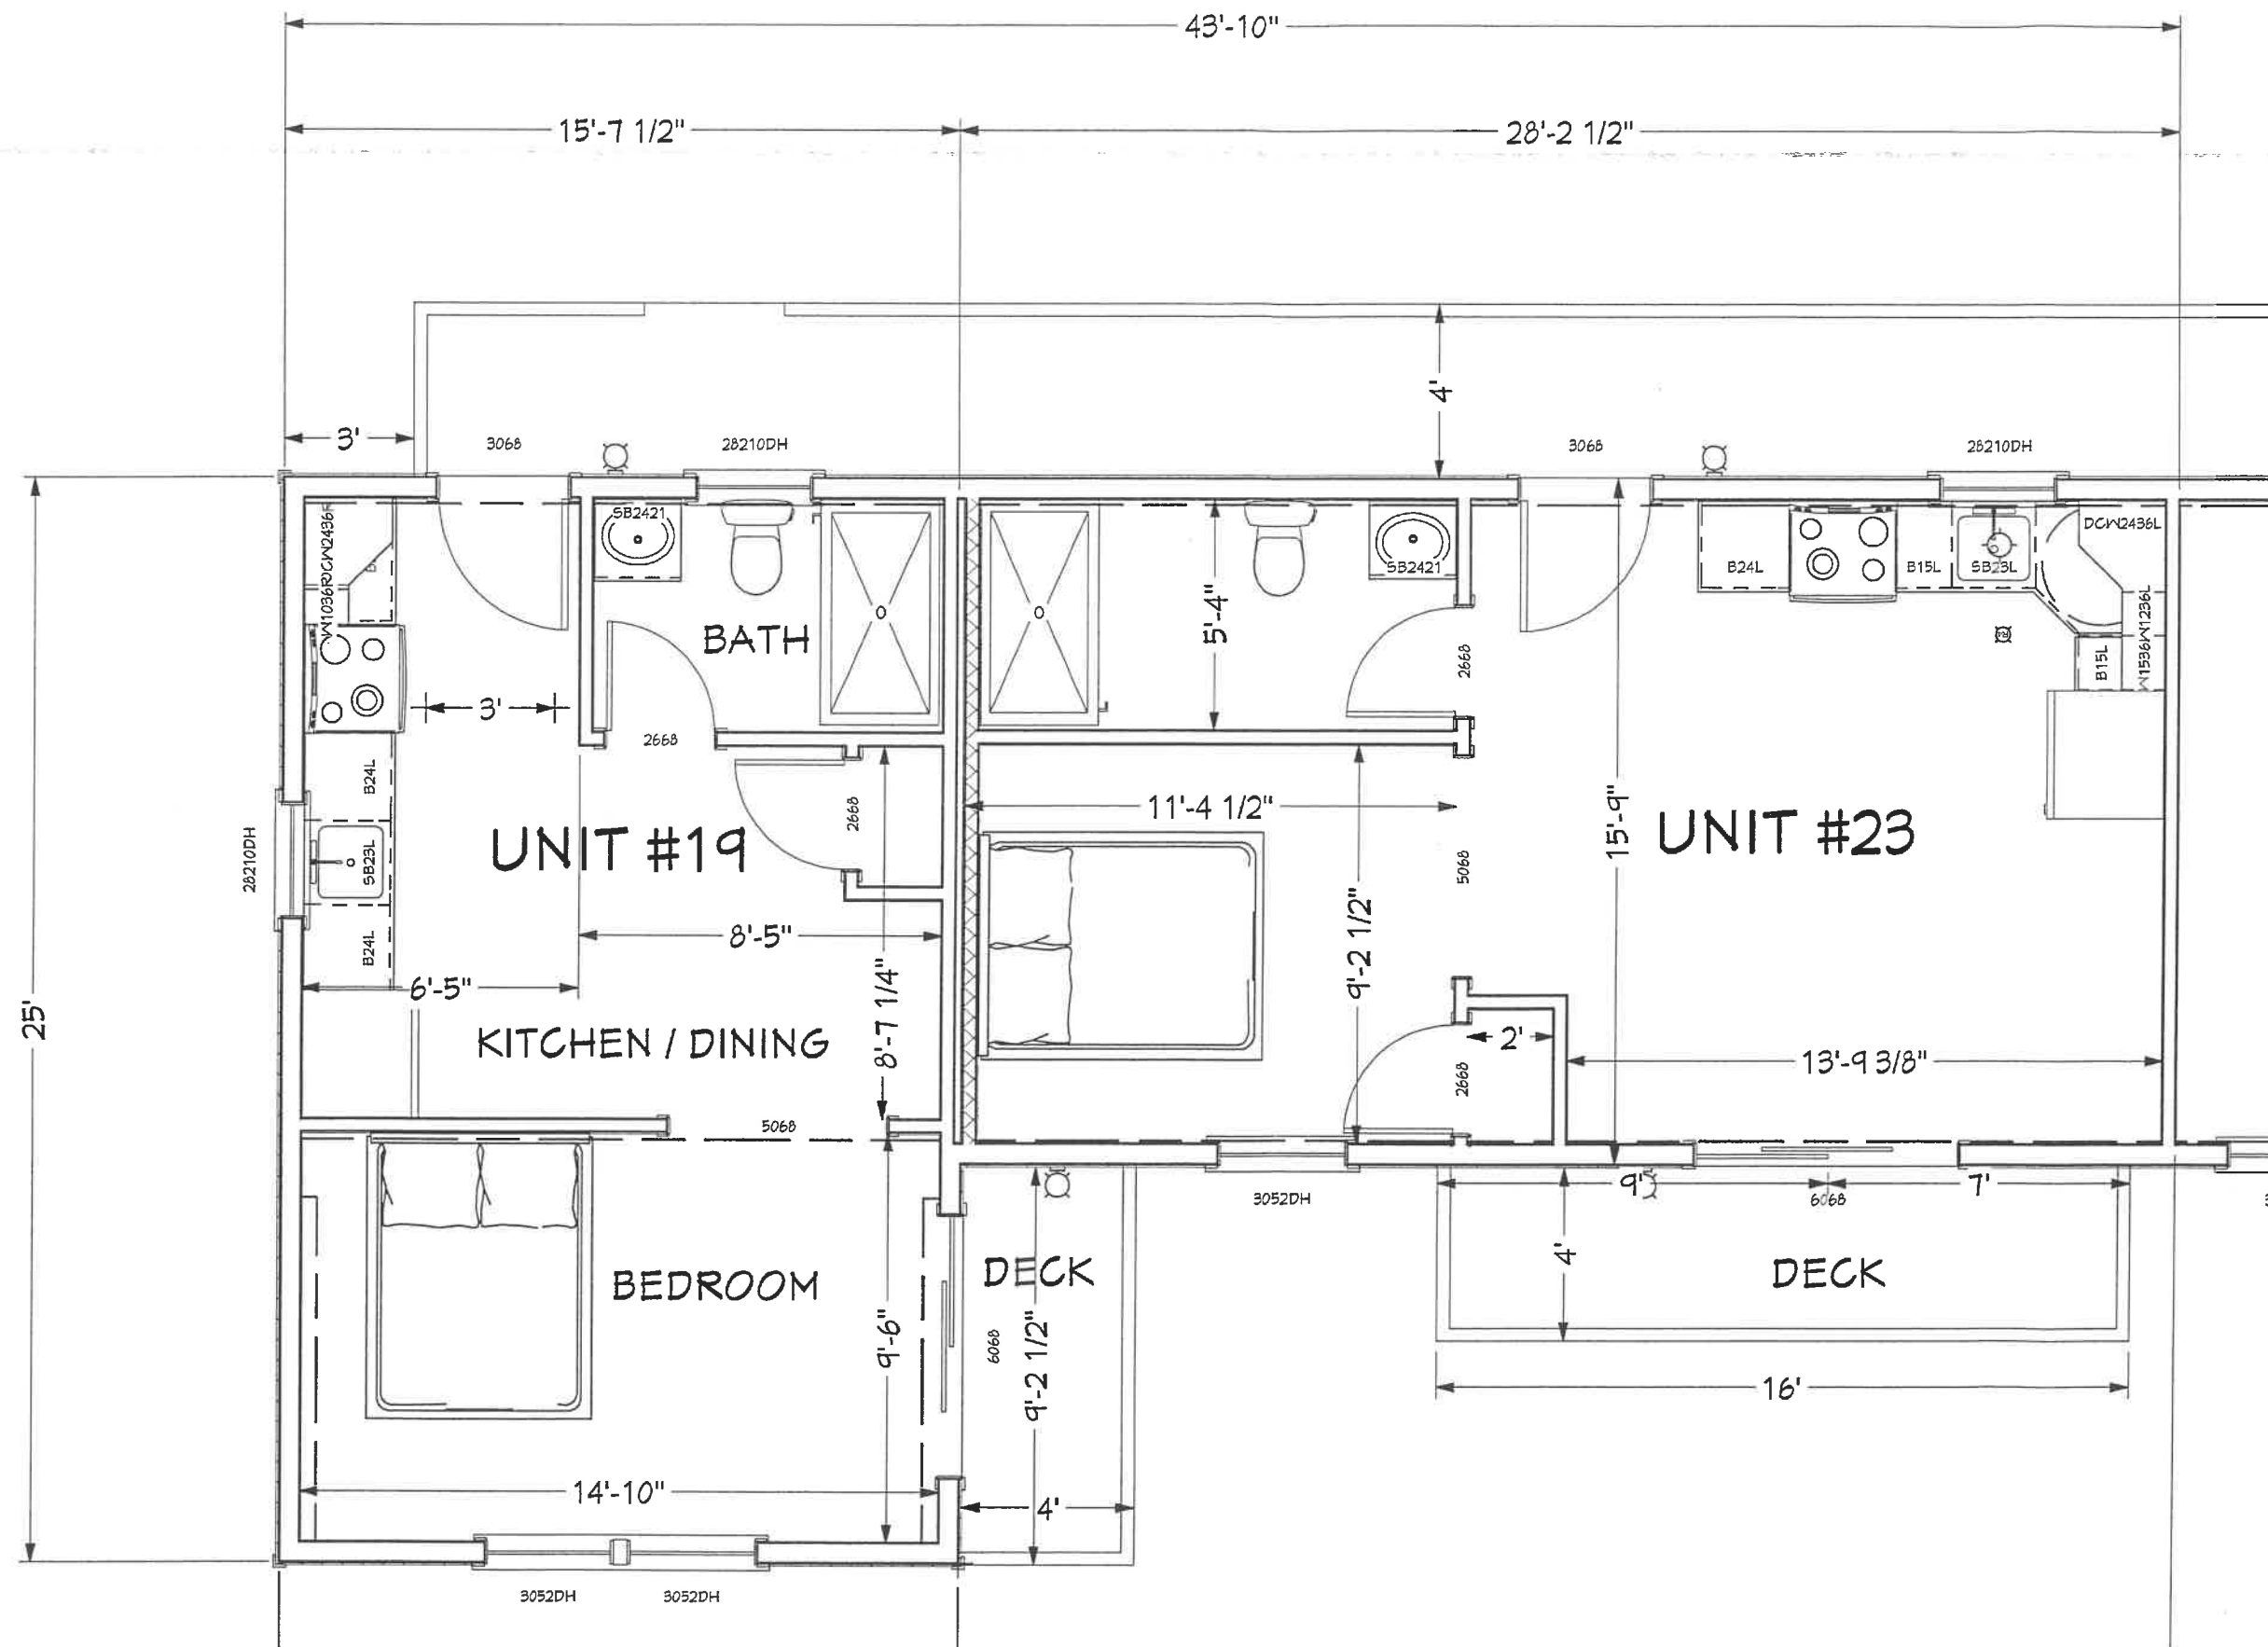 43'-10"
15'-7 1/2"
28'-2 1/2"
4'
3'
3068
28210DH
3068
28210DH
W1036R
DCW2436R
SB2421
SB2421
B24L
B15L
SB23L
DCW2436L
BATH
5'-4"
2668
W1536
W1236L
B15L
3'
2668
B24L
2668
11'-4 1/2"
15'-9"
UNIT #19
UNIT #23
28210DH
SB23L
5068
B24L
8'-5"
9'-2 1/2"
6'-5"
8'-7 1/4"
25'
KITCHEN / DINING
2'
13'-9 3/8"
2668
5068
9'
7'
3052DH
6068
4'
BEDROOM
DECK
DECK
9'-6"
6068
9'-2 1/2"
16'
14'-10"
4'
3052DH
3052DH